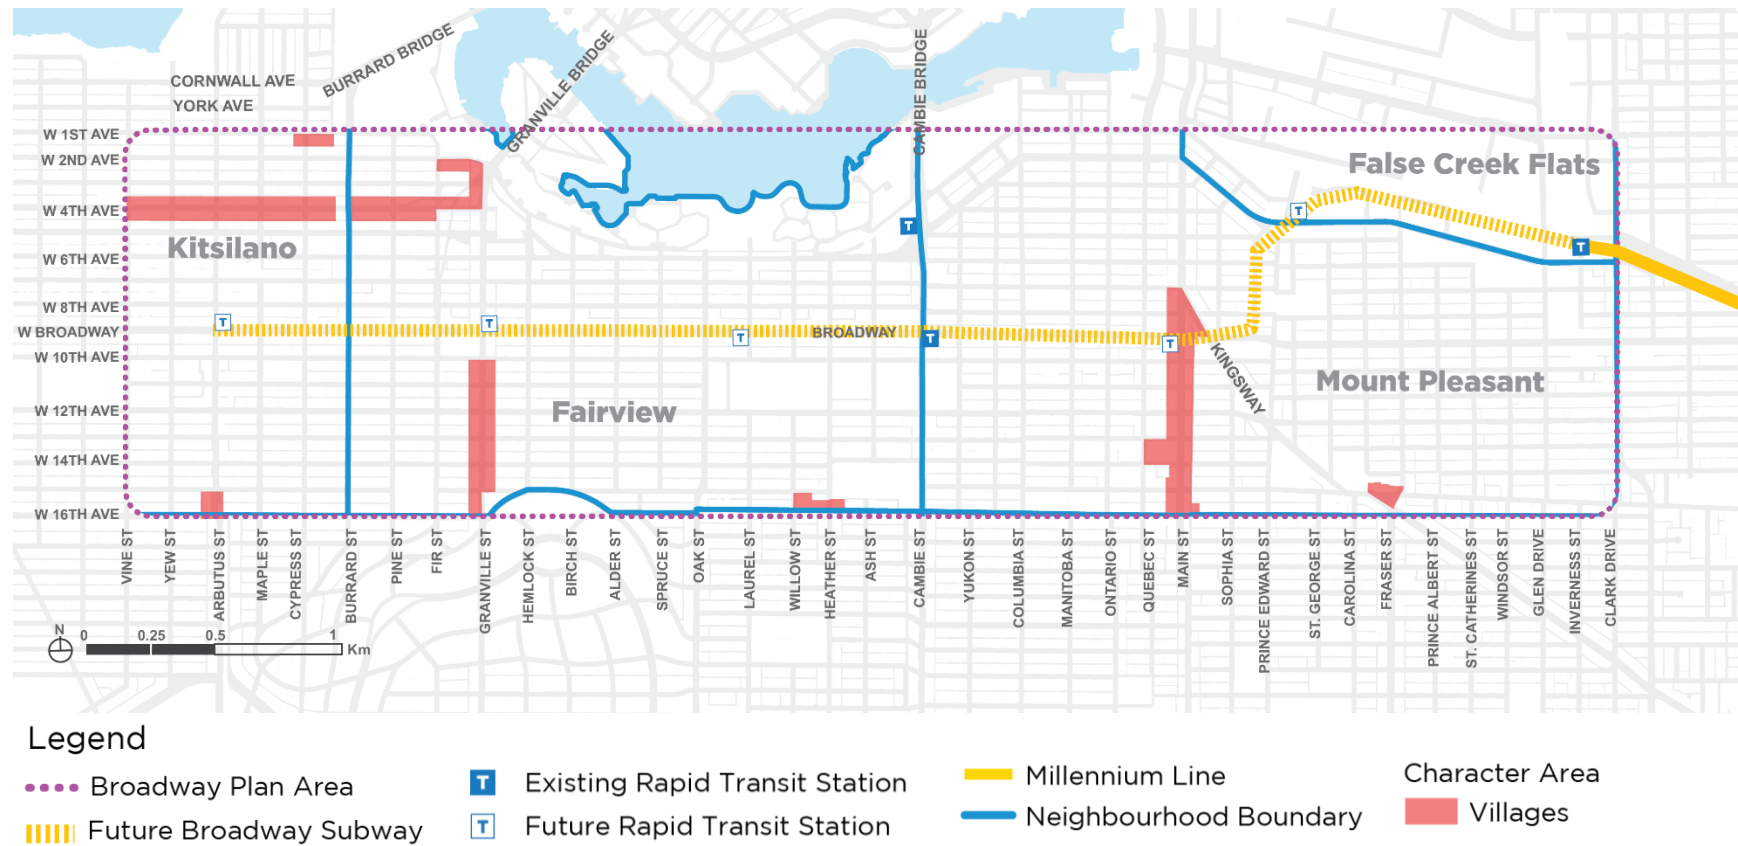 CORNWALL AVE
YORK AVE
BURRARD BRIDGE
GRANVILLE BRIDGE
CAMBIE BRIDGE
W 1ST AVE
W 2ND AVE
W 4TH AVE
W 6TH AVE
W 8TH AVE
W BROADWAY
W 10TH AVE
W 12TH AVE
W 14TH AVE
W 16TH AVE
False Creek Flats
Kitsilano
T
T
T
T
T
T
T
T
BROADWAY
KINGSWAY
Mount Pleasant
Fairview
VINE ST
YEW ST
ARBUTUS ST
MAPLE ST
CYPRESS ST
BURRARD ST
PINE ST
FIR ST
GRANVILLE ST
HEMLOCK ST
BIRCH ST
ALDER ST
SPRUCE ST
OAK ST
LAUREL ST
WILLOW ST
HEATHER ST
ASH ST
CAMBIE ST
YUKON ST
COLUMBIA ST
MANITOBA ST
ONTARIO ST
QUEBEC ST
MAIN ST
SOPHIA ST
PRINCE EDWARD ST
ST. GEORGE ST
CAROLINA ST
FRASER ST
PRINCE ALBERT ST
ST. CATHERINES ST
WINDSOR ST
GLEN DRIVE
INVERNESS ST
CLARK DRIVE
N
0 0.25 0.5 1
Km
Legend
Broadway Plan Area
Future Broadway Subway
T Existing Rapid Transit Station
T Future Rapid Transit Station
Millennium Line
Neighbourhood Boundary
Character Area
Villages